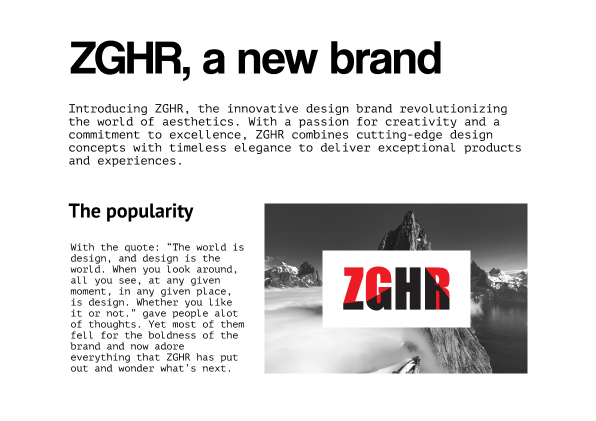 ZGHR, a new brand
Introducing ZGHR, the innovative design brand revolutionizing
the world of aesthetics. With a passion for creativity and a
commitment to excellence, ZGHR combines cutting-edge design
concepts with timeless elegance to deliver exceptional products
and experiences.
The popularity
With the quote: “The world is
design, and design is the
world. When you look around,
all you see, at any given
moment, in any given place,
is design. Whether you like
it or not.” gave people alot
of thoughts. Yet most of them
fell for the boldness of the
brand and now adore
everything that ZGHR has put
out and wonder what's next.
ZGHR